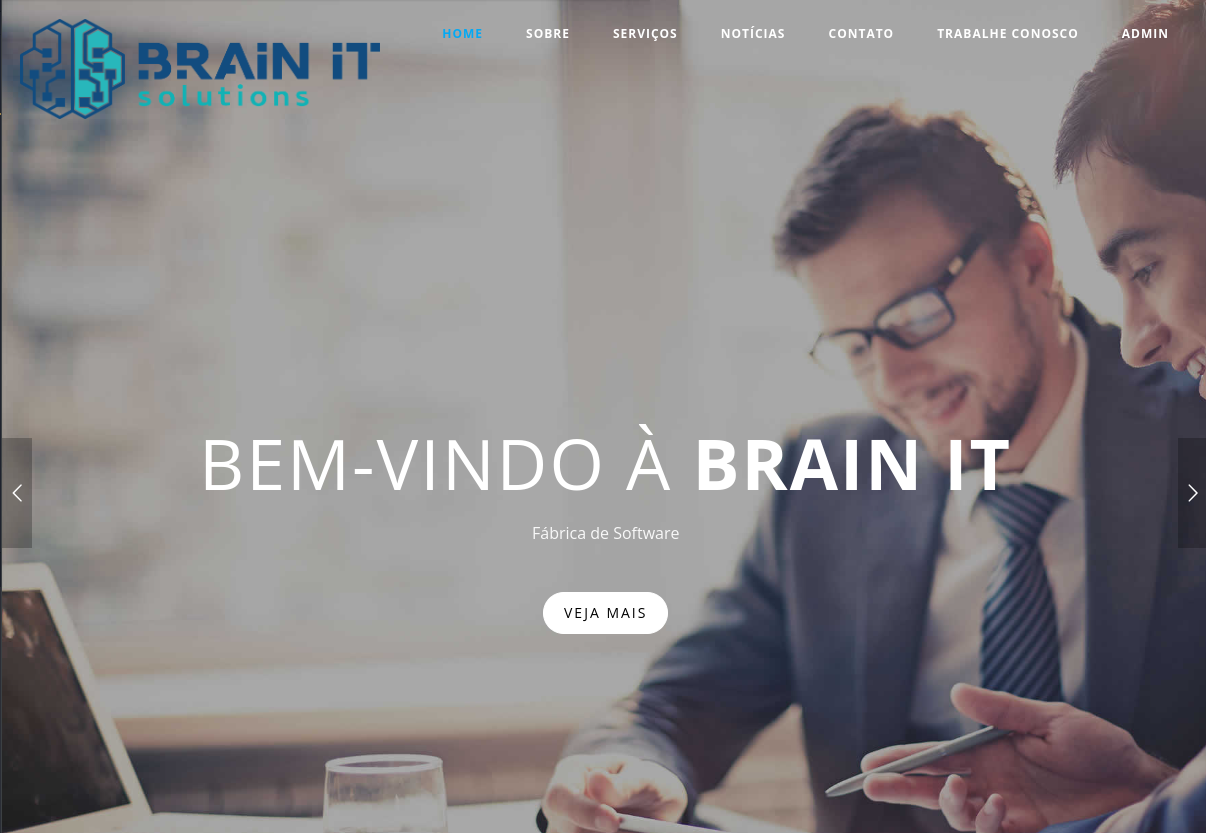 BRAIN IT
solutions
HOME SOBRE SERVIÇOS NOTÍCIAS CONTATO TRABALHE CONOSCO ADMIN
BEM-VINDO À BRAIN IT
Fábrica de Software
VEJA MAIS